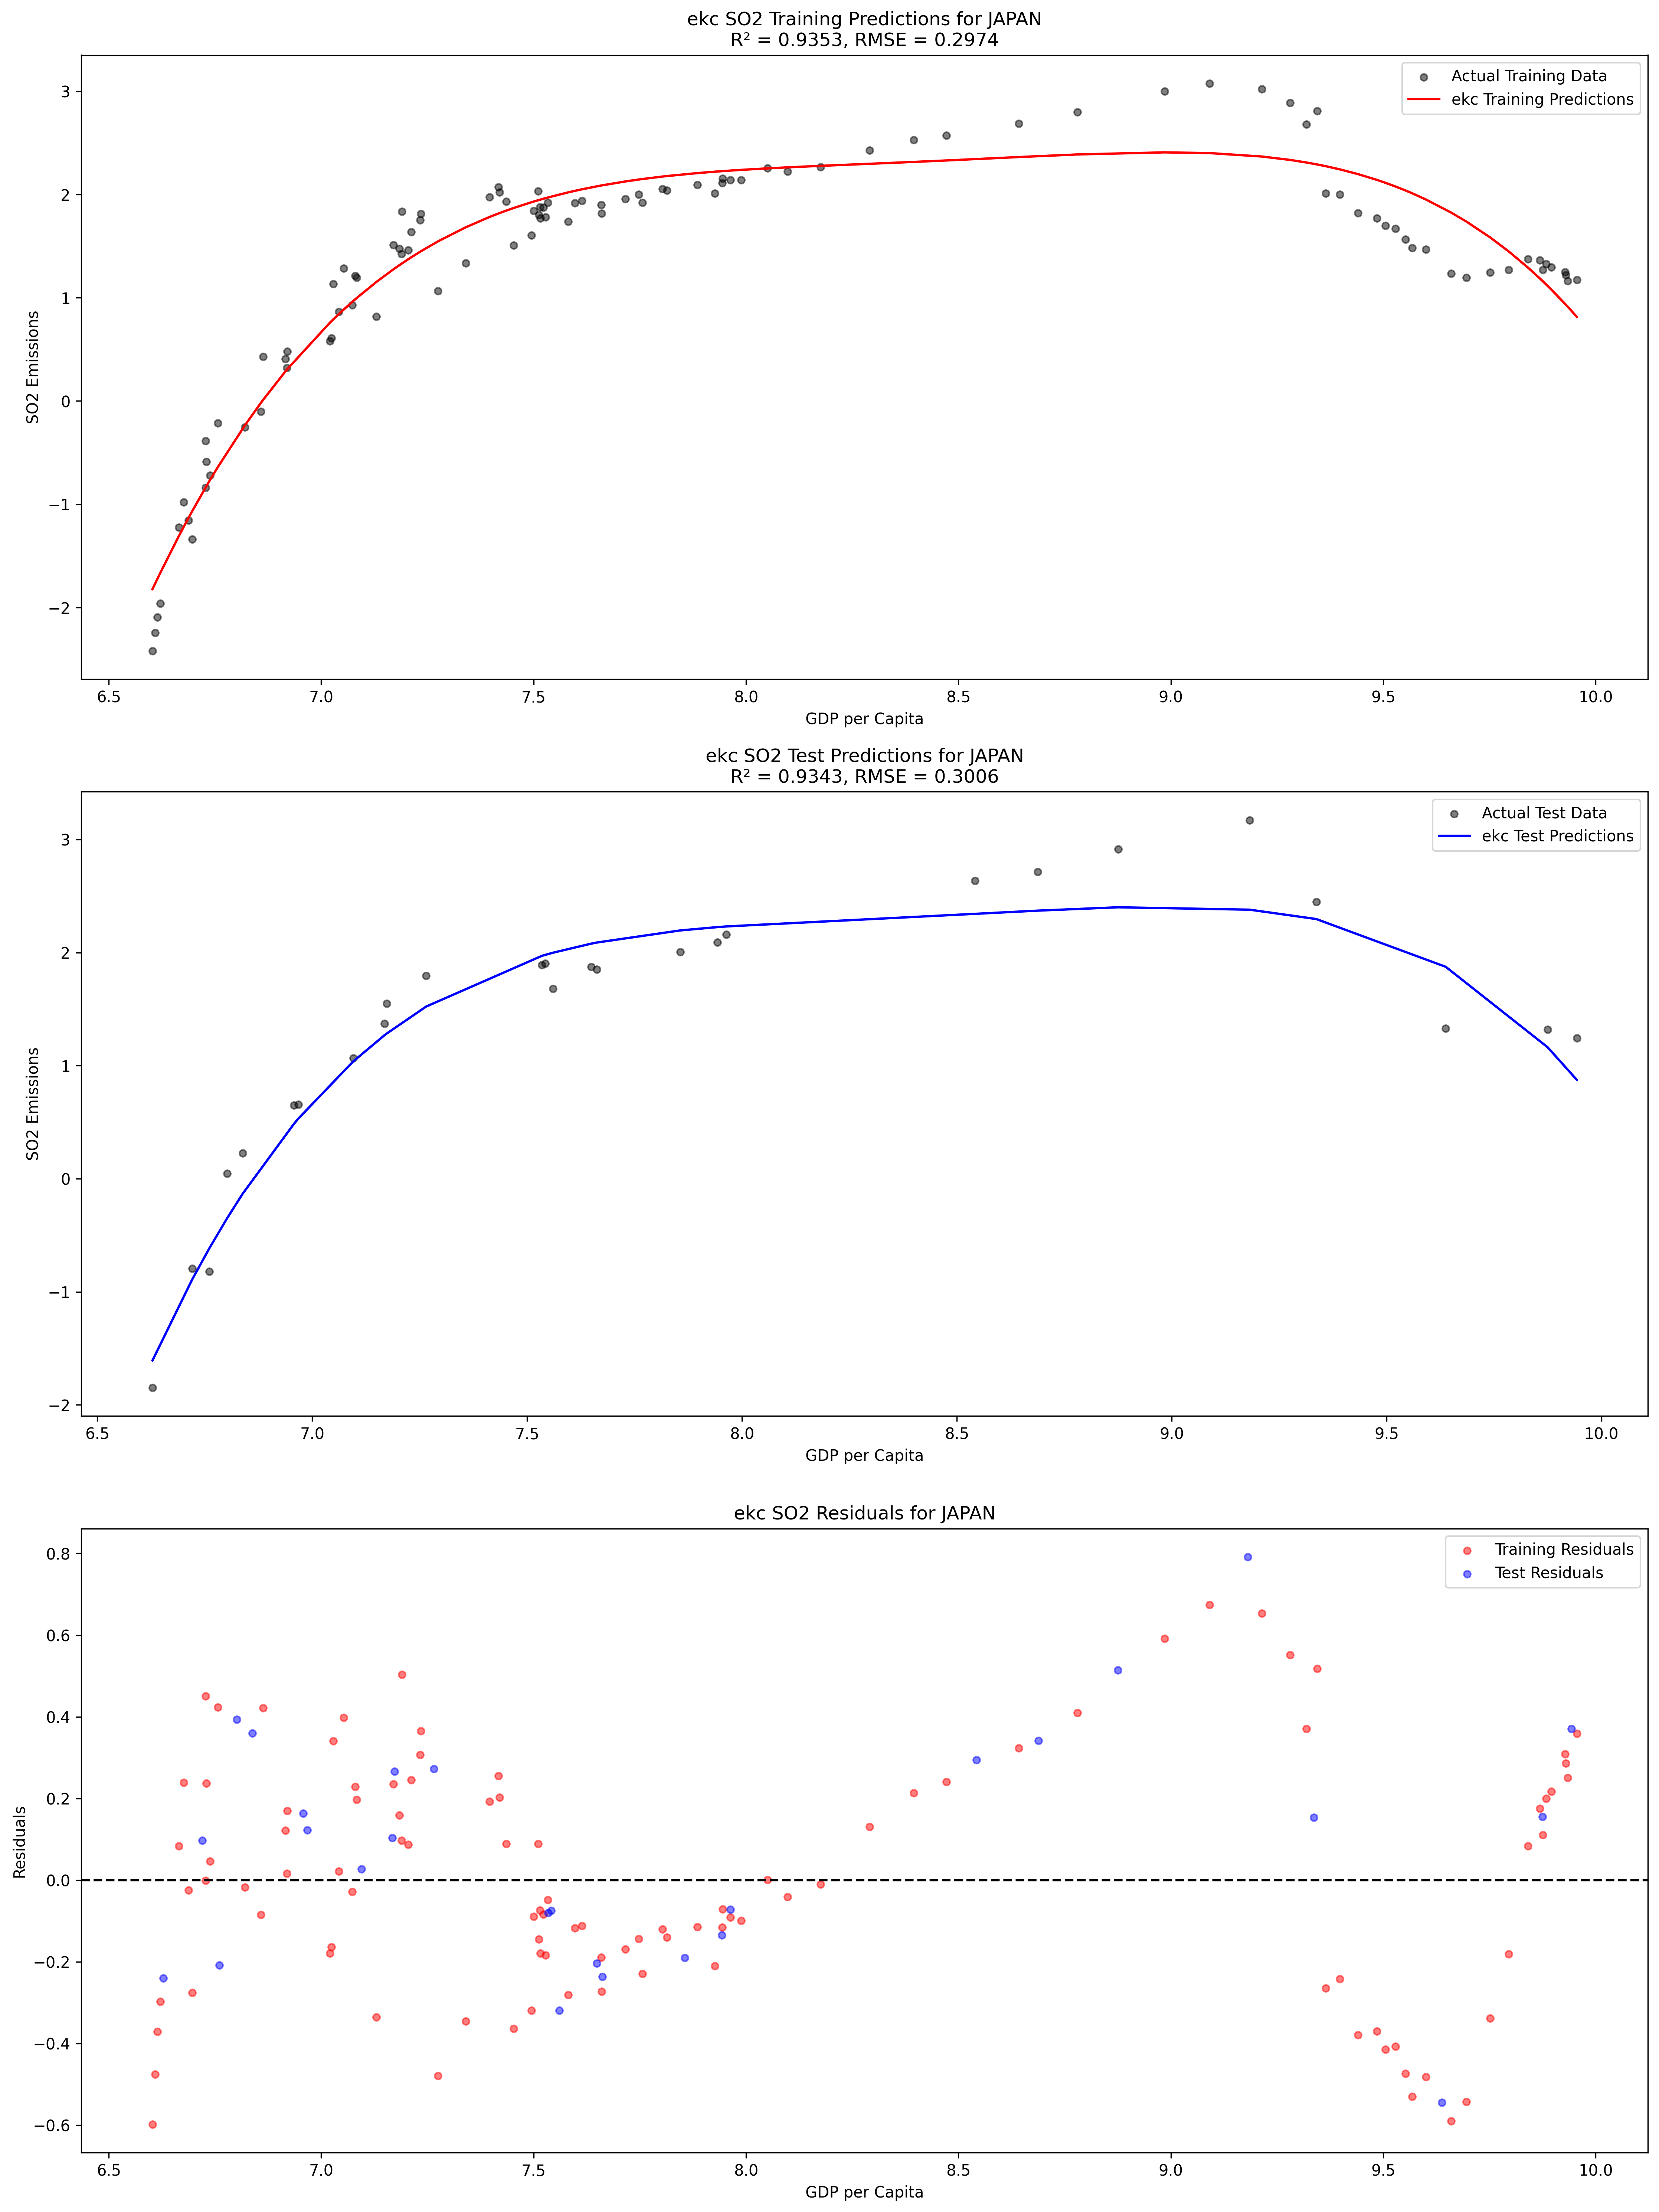 ekc SO2 Training Predictions for JAPAN
R² = 0.9353, RMSE = 0.2974
Actual Training Data
ekc Training Predictions
3
2
1
0
−1
−2
SO2 Emissions
6.5 7.0 7.5 8.0 8.5 9.0 9.5 10.0
GDP per Capita
ekc SO2 Test Predictions for JAPAN
R² = 0.9343, RMSE = 0.3006
Actual Test Data
ekc Test Predictions
3
2
1
0
−1
−2
SO2 Emissions
6.5 7.0 7.5 8.0 8.5 9.0 9.5 10.0
GDP per Capita
ekc SO2 Residuals for JAPAN
Training Residuals
Test Residuals
0.8
0.6
0.4
0.2
0.0
−0.2
−0.4
−0.6
Residuals
6.5 7.0 7.5 8.0 8.5 9.0 9.5 10.0
GDP per Capita